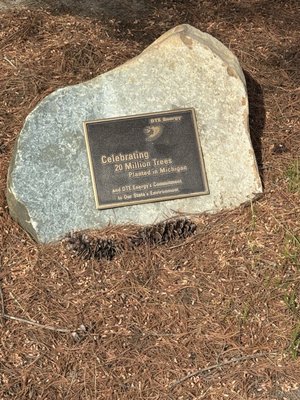 DTE Energy
Celebrating
20 Million Trees
Planted in Michigan
and DTE Energy's Commitment
to Our State's Environment